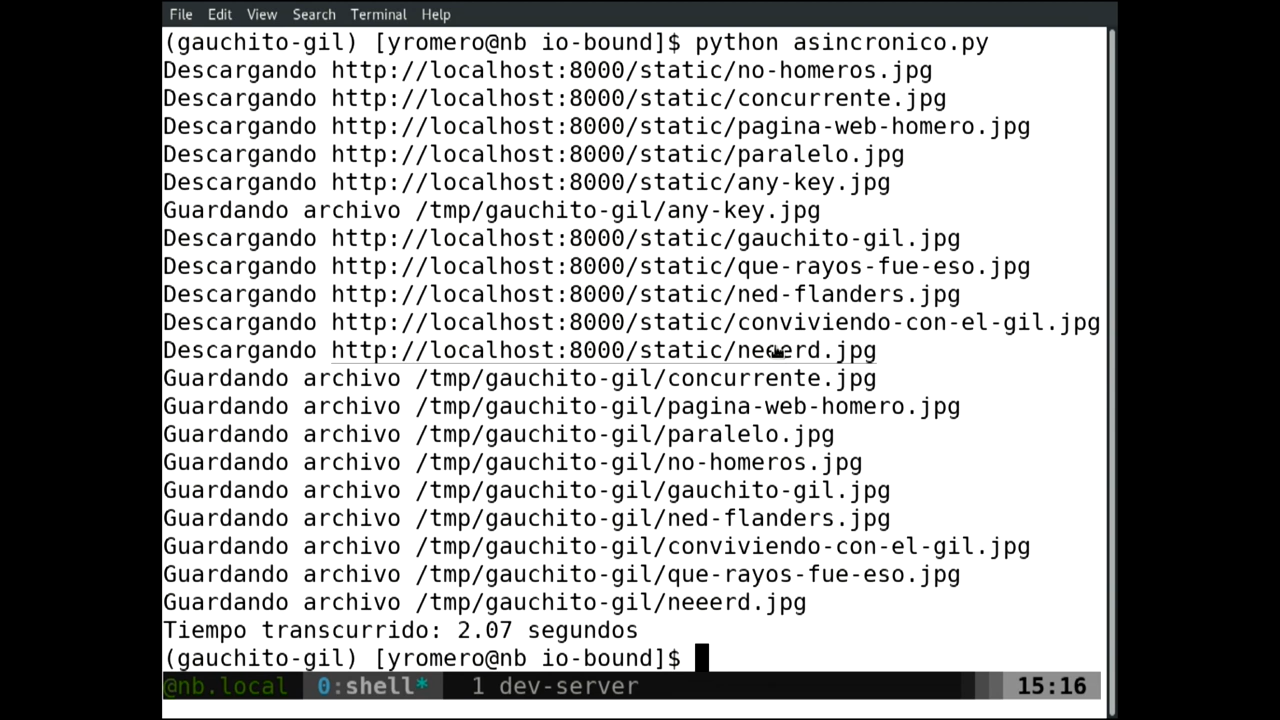 File Edit View Search Terminal Help
(gauchito-gil) [yromero@nb io-bound]$ python asincronico.py
Descargando http://localhost:8000/static/no-homeros.jpg
Descargando http://localhost:8000/static/concurrente.jpg
Descargando http://localhost:8000/static/pagina-web-homero.jpg
Descargando http://localhost:8000/static/paralelo.jpg
Descargando http://localhost:8000/static/any-key.jpg
Guardando archivo /tmp/gauchito-gil/any-key.jpg
Descargando http://localhost:8000/static/gauchito-gil.jpg
Descargando http://localhost:8000/static/que-rayos-fue-eso.jpg
Descargando http://localhost:8000/static/ned-flanders.jpg
Descargando http://localhost:8000/static/conviviendo-con-el-gil.jpg
Descargando http://localhost:8000/static/neeerd.jpg
Guardando archivo /tmp/gauchito-gil/concurrente.jpg
Guardando archivo /tmp/gauchito-gil/pagina-web-homero.jpg
Guardando archivo /tmp/gauchito-gil/paralelo.jpg
Guardando archivo /tmp/gauchito-gil/no-homeros.jpg
Guardando archivo /tmp/gauchito-gil/gauchito-gil.jpg
Guardando archivo /tmp/gauchito-gil/ned-flanders.jpg
Guardando archivo /tmp/gauchito-gil/conviviendo-con-el-gil.jpg
Guardando archivo /tmp/gauchito-gil/que-rayos-fue-eso.jpg
Guardando archivo /tmp/gauchito-gil/neeerd.jpg
Tiempo transcurrido: 2.07 segundos
(gauchito-gil) [yromero@nb io-bound]$
@nb.local 0:shell* 1 dev-server 15:16